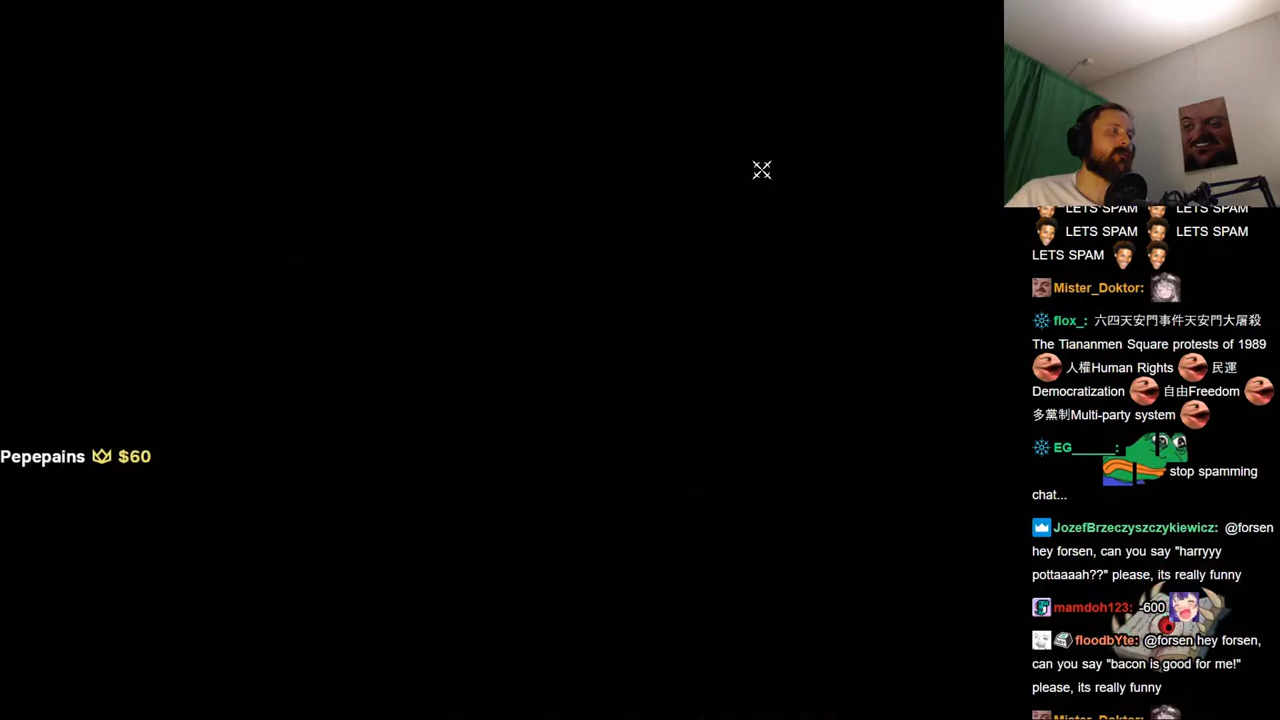 LETS SPAM LETS SPAM
LETS SPAM LETS SPAM
LETS SPAM
Mister_Doktor:
flox_: 六四天安門事件天安門大屠殺
The Tiananmen Square protests of 1989
人權Human Rights 民運
Democratization 自由Freedom
多黨制Multi-party system
EG______:
stop spamming
chat...
JozefBrzeczyszczykiewicz: @forsen
hey forsen, can you say "harryyy
pottaaaah??" please, its really funny
mamdoh123: -600
floodbYte: @forsen hey forsen,
can you say "bacon is good for me!"
please, its really funny
Mister_Doktor:
Pepepains $60